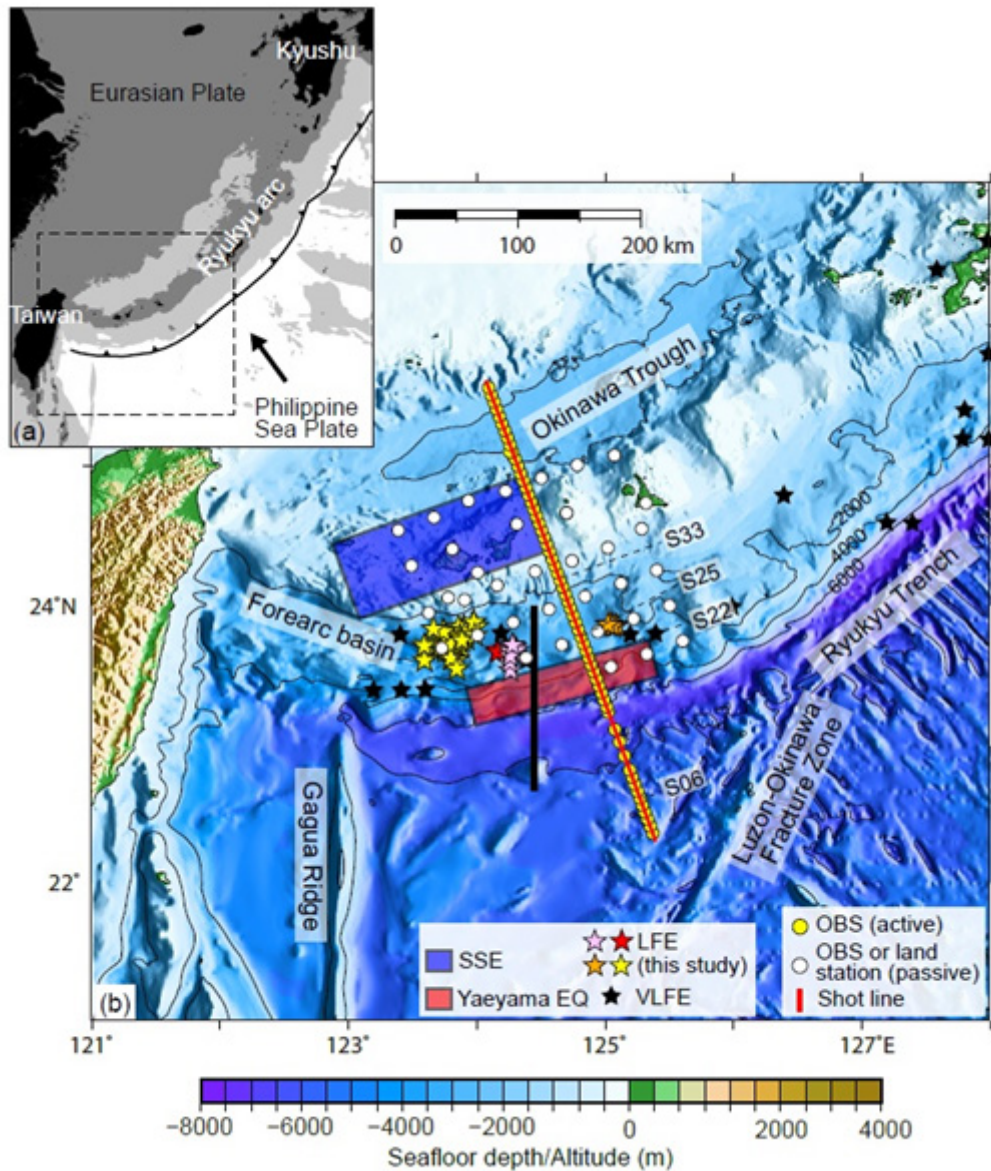 Kyushu
Eurasian Plate
Ryukyu arc
Taiwan
Philippine
Sea Plate
(a)
0 100 200 km
Okinawa Trough
S33
2000
4000
6000
S25
24°N
S22
Forearc basin
Ryukyu Trench
S06
Luzon-Okinawa
Fracture Zone
Gagua Ridge
22°
SSE
Yaeyama EQ
LFE
(this study)
VLFE
OBS (active)
OBS or land
station (passive)
Shot line
(b)
121° 123° 125° 127°E
−8000 −6000 −4000 −2000 0 2000 4000
Seafloor depth/Altitude (m)